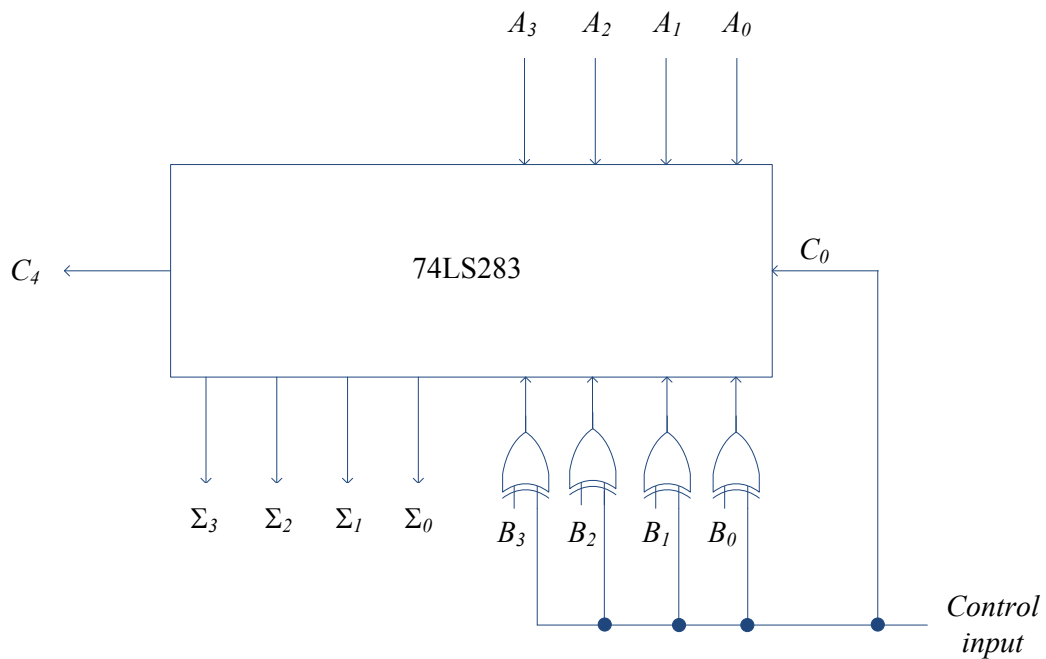 A3 A2 A1 A0
C4
74LS283
C0
Σ3 Σ2 Σ1 Σ0
B3 B2 B1 B0
Control
input